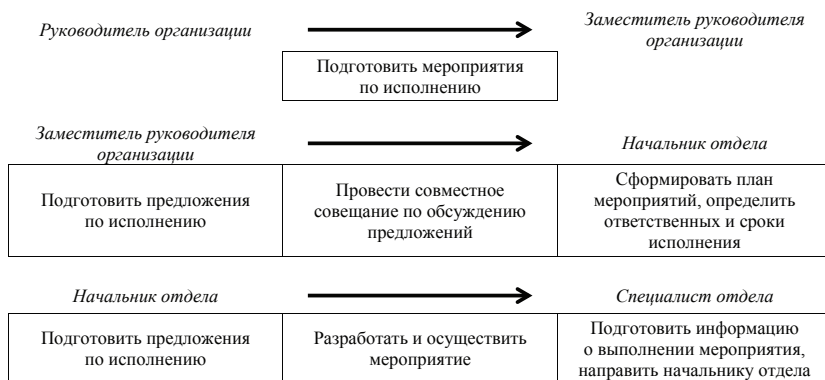 Руководитель организации
Заместитель руководителя
организации
Подготовить мероприятия
по исполнению
Заместитель руководителя
организации
Начальник отдела
Подготовить предложения
по исполнению
Провести совместное
совещание по обсуждению
предложений
Сформировать план
мероприятий, определить
ответственных и сроки
исполнения
Начальник отдела
Специалист отдела
Подготовить предложения
по исполнению
Разработать и осуществить
мероприятие
Подготовить информацию
о выполнении мероприятия,
направить начальнику отдела